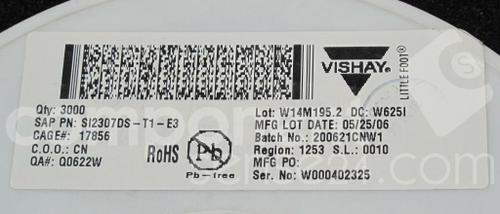 VISHAY®
LITTLE FOOT®
Qty: 3000
SAP PN: SI2307DS-T1-E3
CAGE#: 17856
C.O.O.: CN
QA#: Q0622W
RoHS
Pb
Pb-free
Lot: W14M195.2 DC: W625I
MFG LOT DATE: 05/25/06
Batch: 200621CNW1
Region: 1253 S.L.: 0010
MFG PO:
Ser. No: W000402325